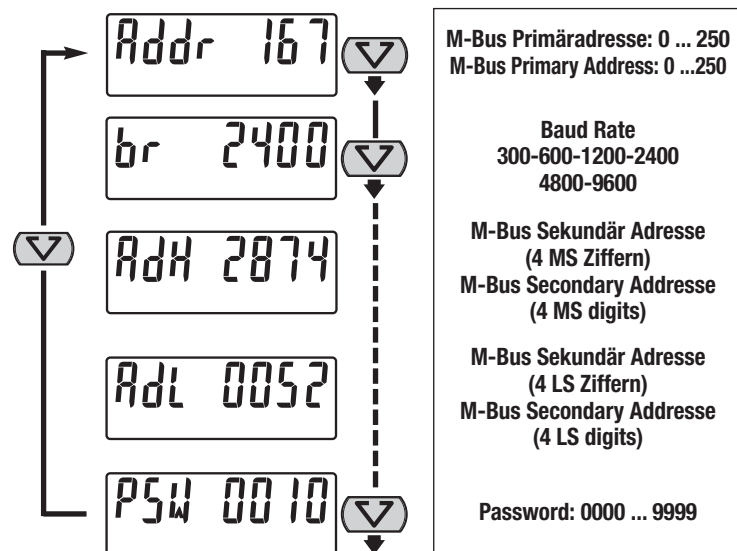 Addr 167
br 2400
AdH 2874
AdL 0052
PSW 0010
M-Bus Primäradresse: 0 ... 250
M-Bus Primary Address: 0 ...250
Baud Rate
300-600-1200-2400
4800-9600
M-Bus Sekundär Adresse
(4 MS Ziffern)
M-Bus Secondary Addresse
(4 MS digits)
M-Bus Sekundär Adresse
(4 LS Ziffern)
M-Bus Secondary Addresse
(4 LS digits)
Password: 0000 ... 9999